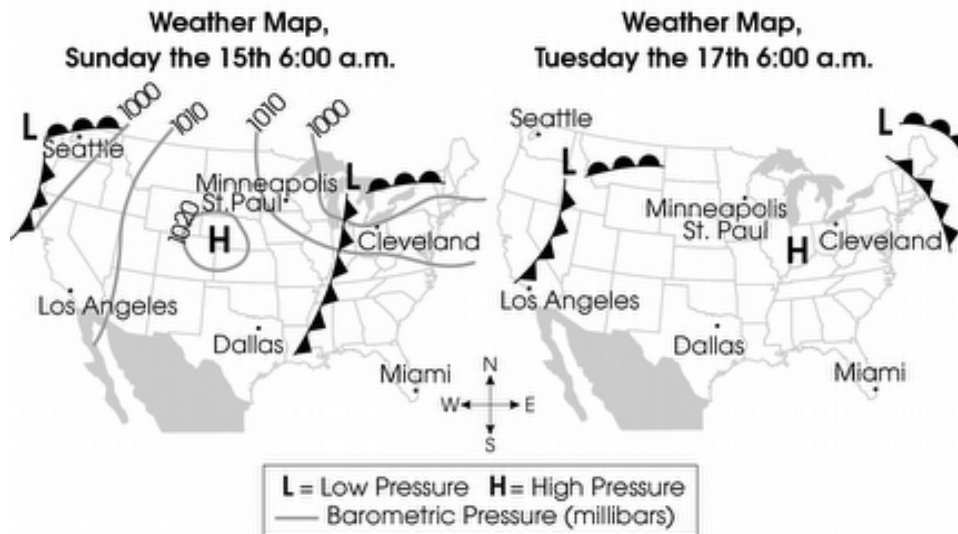 Weather Map,
Sunday the 15th 6:00 a.m.
1000
1010
1010
1000
L
Seattle
Minneapolis
St. Paul
L
1020
H
Cleveland
Los Angeles
Dallas
Miami
Weather Map,
Tuesday the 17th 6:00 a.m.
Seattle
L
L
Minneapolis
St. Paul
H
Cleveland
Los Angeles
Dallas
Miami
N
W E
S
L = Low Pressure H = High Pressure
Barometric Pressure (millibars)